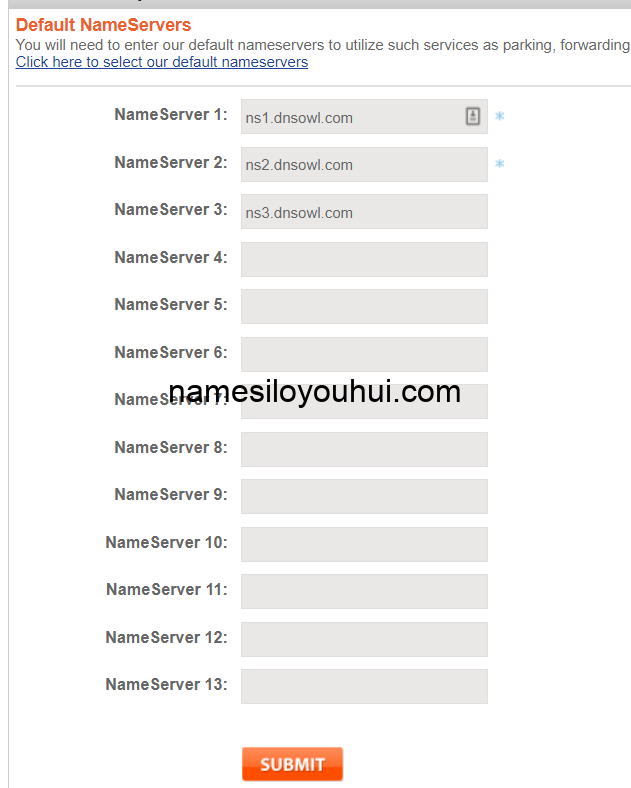 Default NameServers
You will need to enter our default nameservers to utilize such services as parking, forwarding
Click here to select our default nameservers
NameServer 1: ns1.dnsowl.com *
NameServer 2: ns2.dnsowl.com *
NameServer 3: ns3.dnsowl.com
NameServer 4:
NameServer 5:
NameServer 6:
namesiloyouhui.com
NameServer 7:
NameServer 8:
NameServer 9:
NameServer 10:
NameServer 11:
NameServer 12:
NameServer 13:
SUBMIT